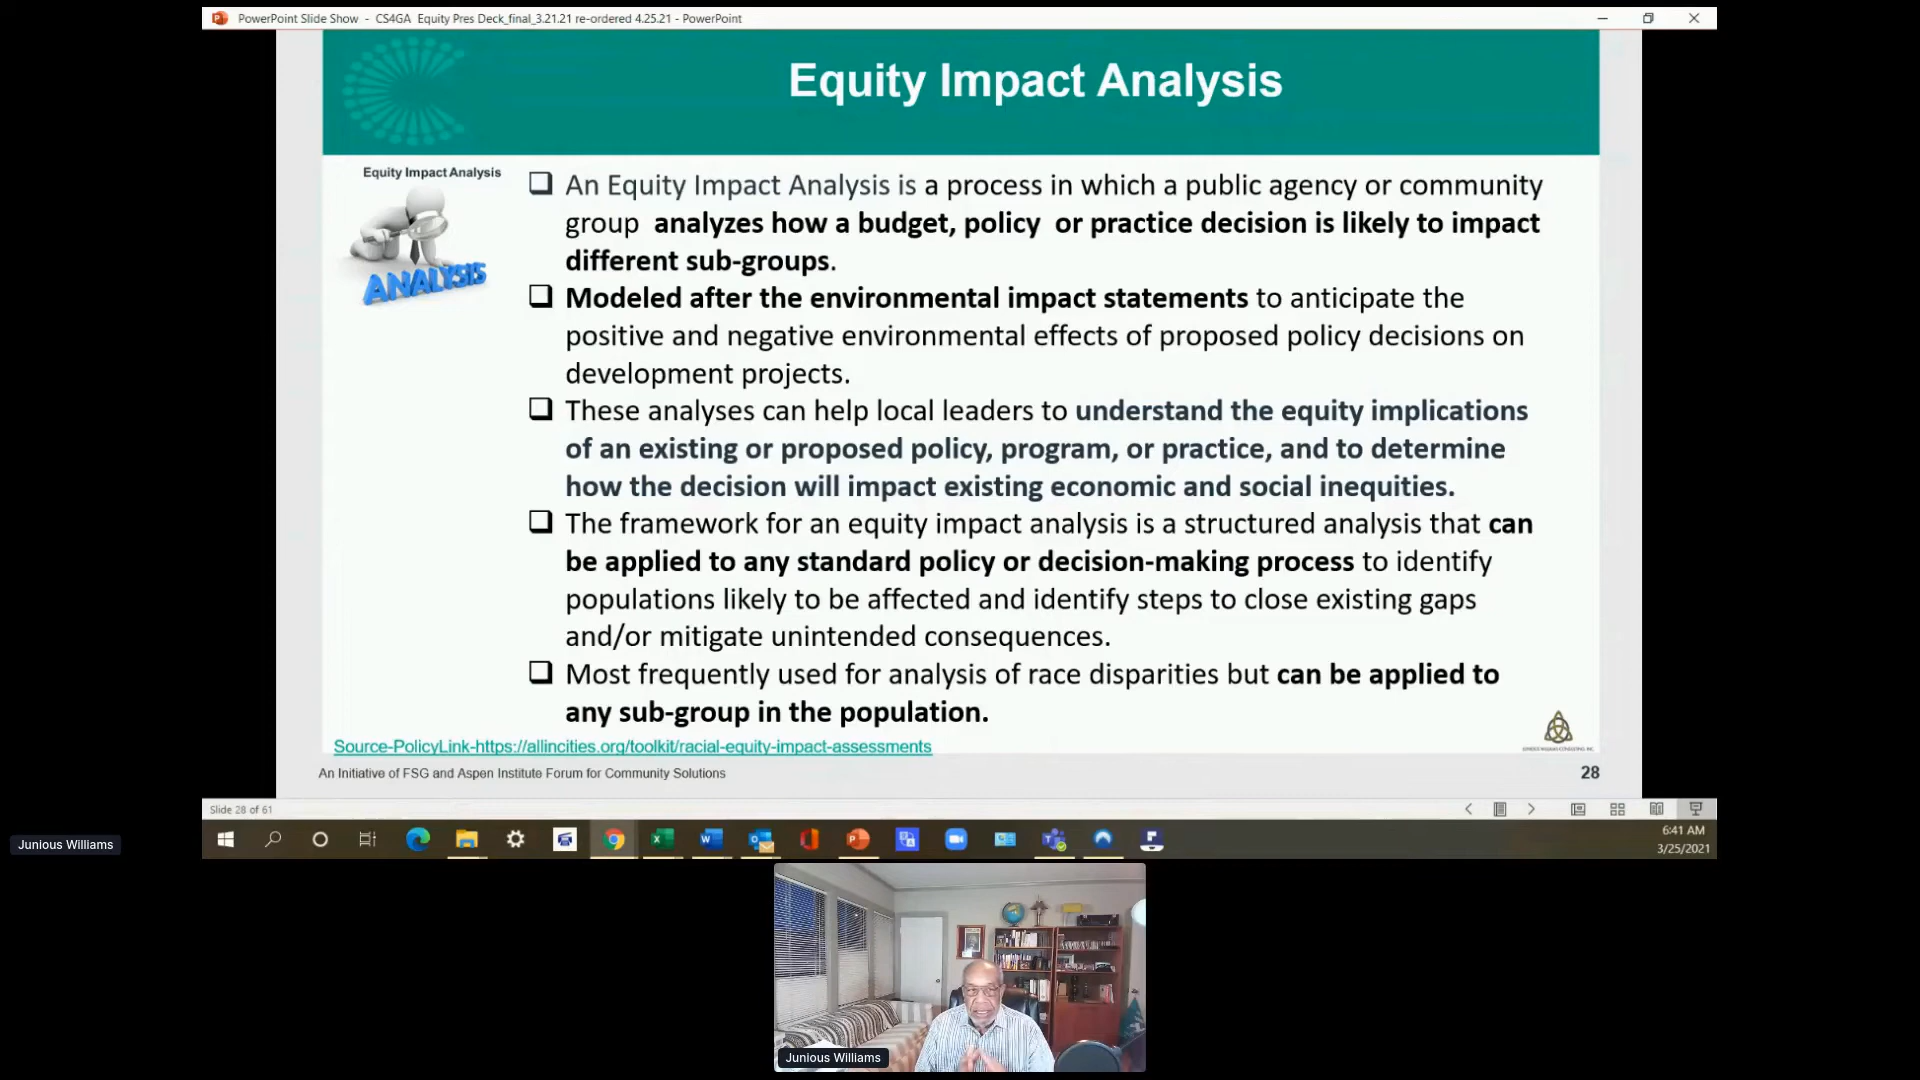 PowerPoint Slide Show - CS4GA Equity Pres Deck_final_3.21.21 re-ordered 4.25.21 - PowerPoint
Equity Impact Analysis
Equity Impact Analysis
ANALYSIS
❑ An Equity Impact Analysis is a process in which a public agency or community
group analyzes how a budget, policy or practice decision is likely to impact
different sub-groups.
❑ Modeled after the environmental impact statements to anticipate the
positive and negative environmental effects of proposed policy decisions on
development projects.
❑ These analyses can help local leaders to understand the equity implications
of an existing or proposed policy, program, or practice, and to determine
how the decision will impact existing economic and social inequities.
❑ The framework for an equity impact analysis is a structured analysis that can
be applied to any standard policy or decision-making process to identify
populations likely to be affected and identify steps to close existing gaps
and/or mitigate unintended consequences.
❑ Most frequently used for analysis of race disparities but can be applied to
any sub-group in the population.
Source-PolicyLink-https://allincities.org/toolkit/racial-equity-impact-assessments
An Initiative of FSG and Aspen Institute Forum for Community Solutions
28
Slide 28 of 61
6:41 AM
3/25/2021
Junious Williams
Junious Williams